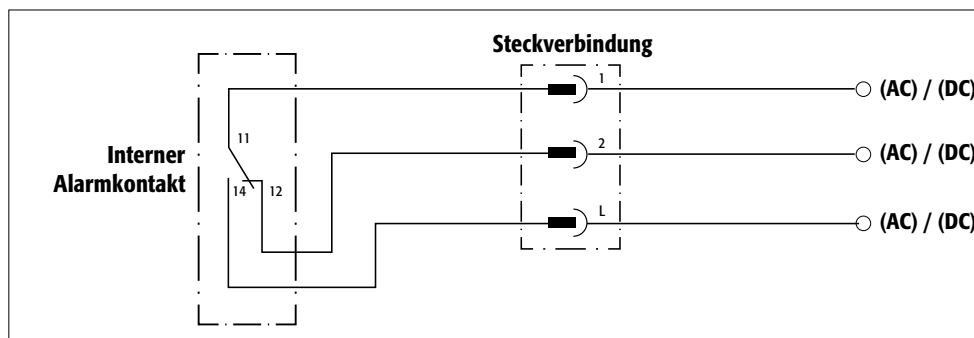 Steckverbindung
1
(AC) / (DC)
11
2
(AC) / (DC)
Interner
Alarmkontakt
14
12
L
(AC) / (DC)